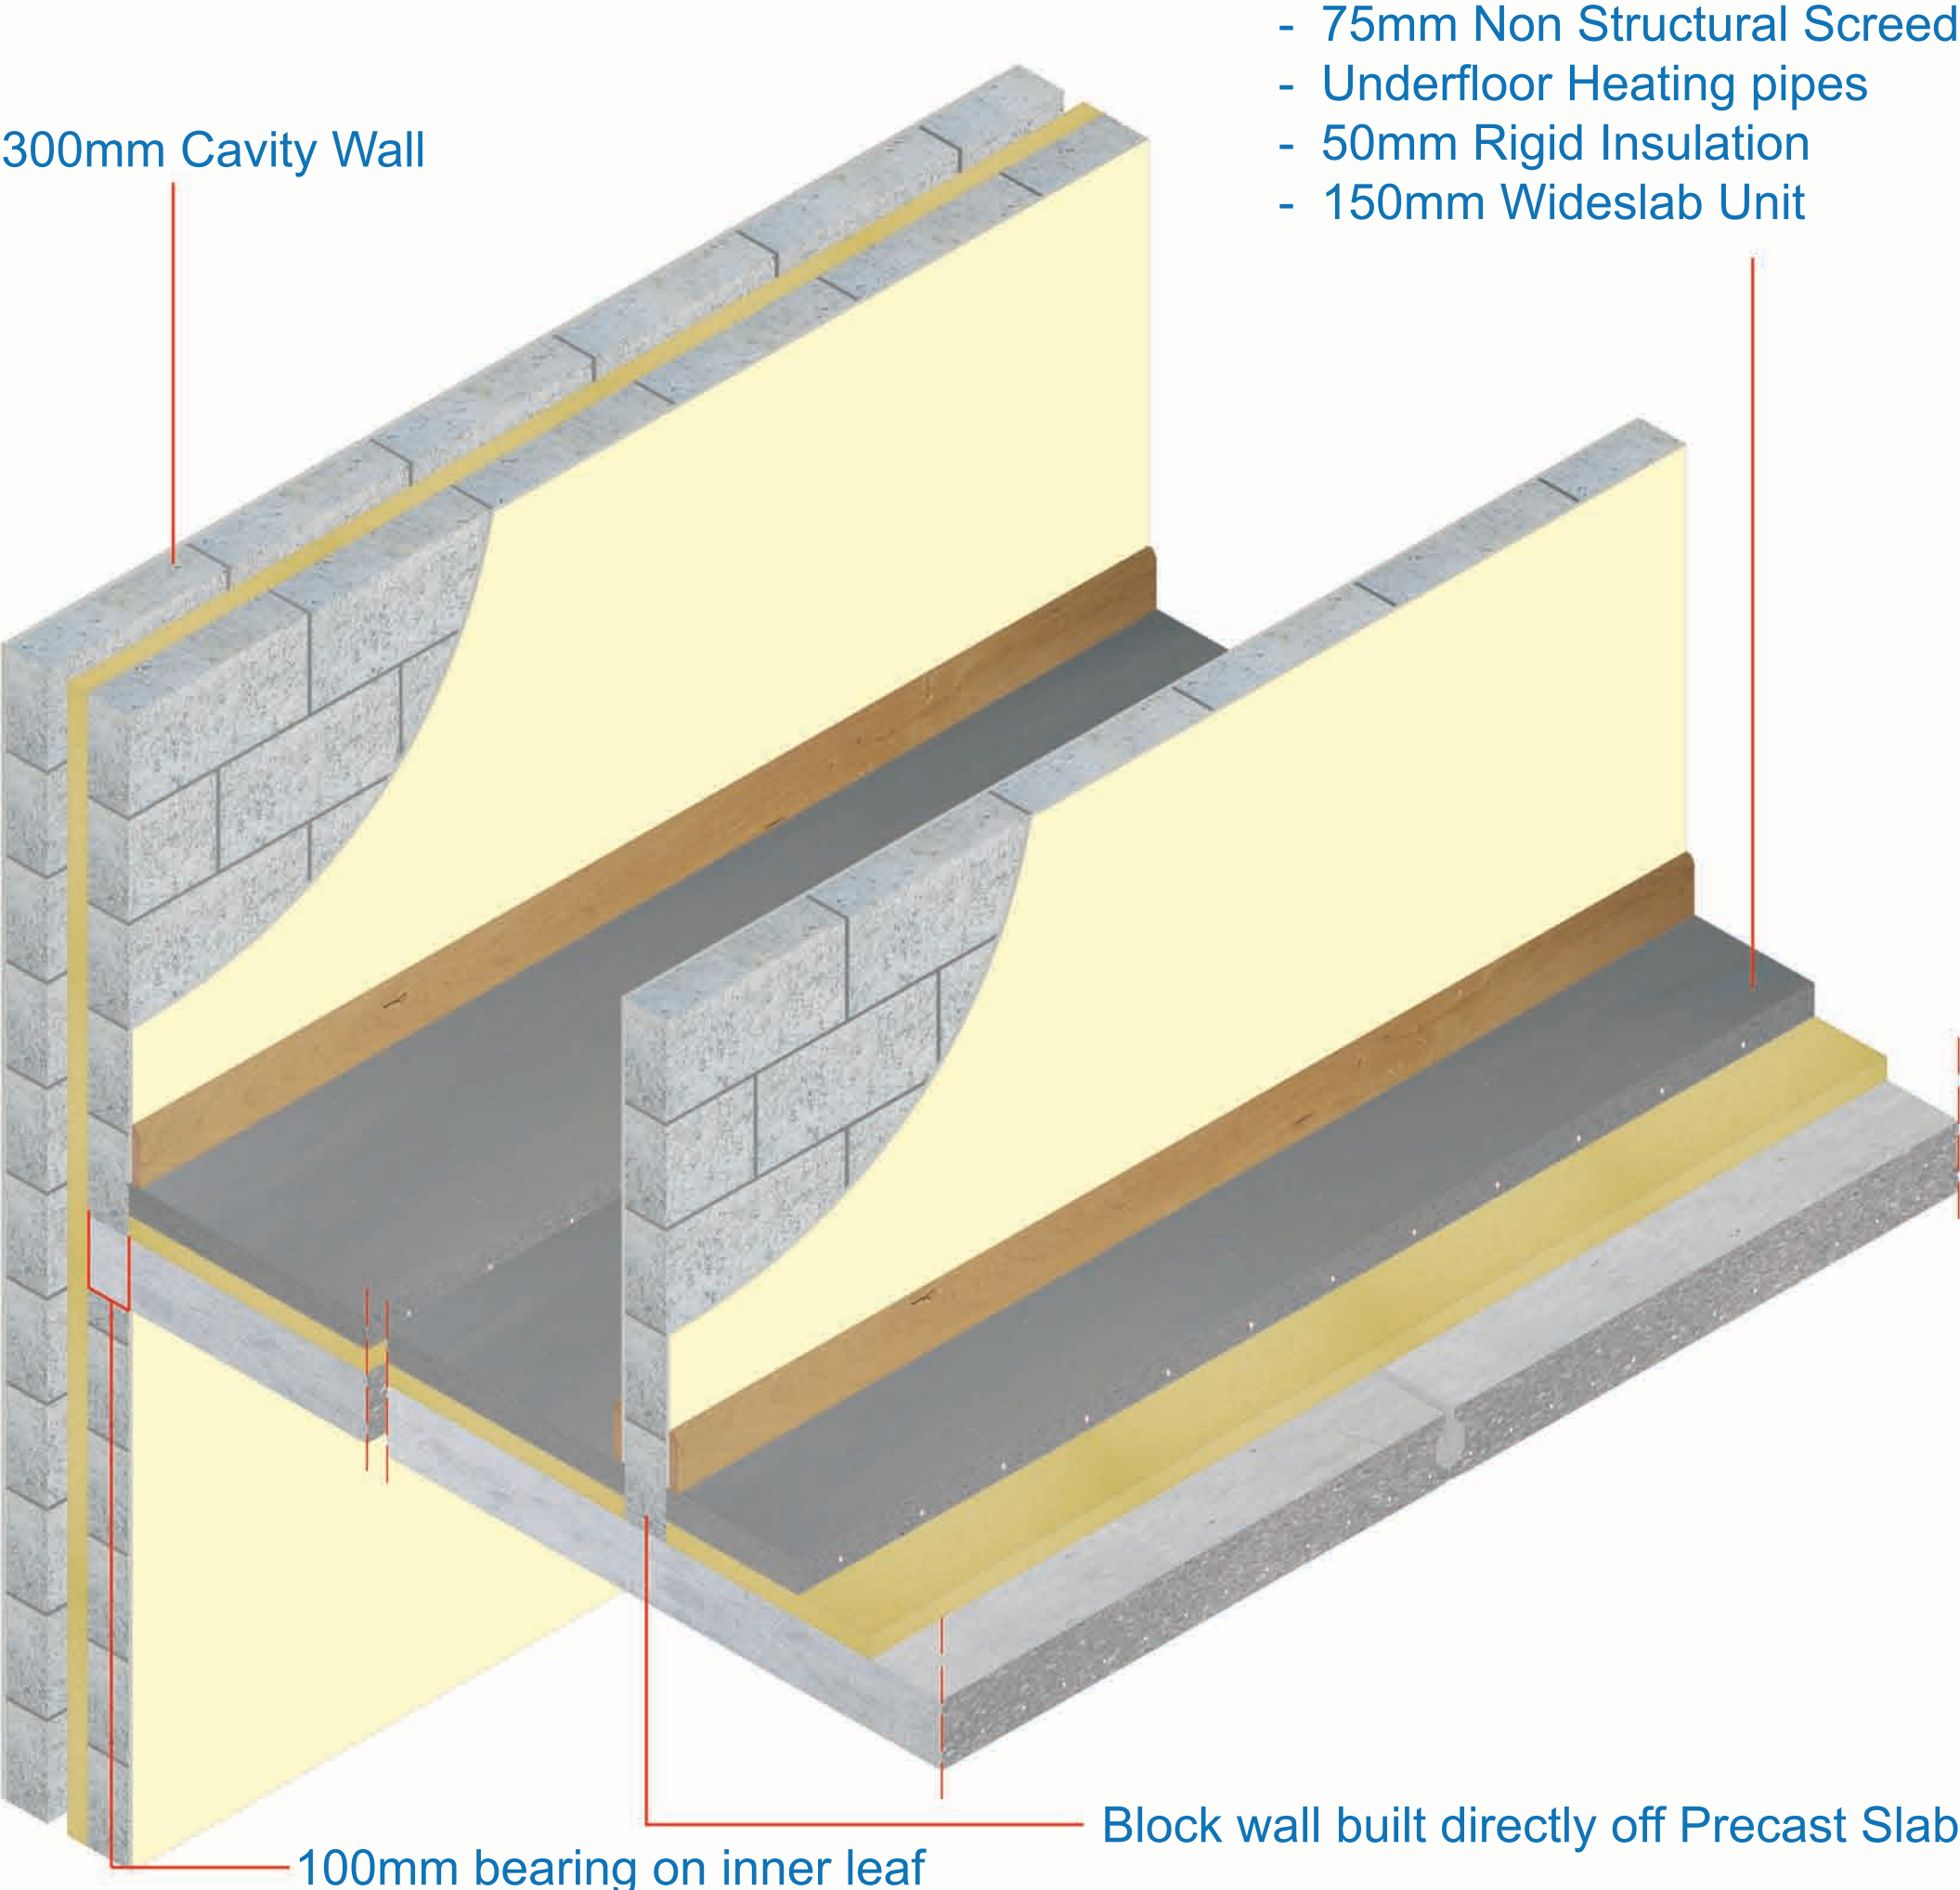 - 75mm Non Structural Screed
- Underfloor Heating pipes
- 50mm Rigid Insulation
- 150mm Wideslab Unit
300mm Cavity Wall
Block wall built directly off Precast Slab
100mm bearing on inner leaf